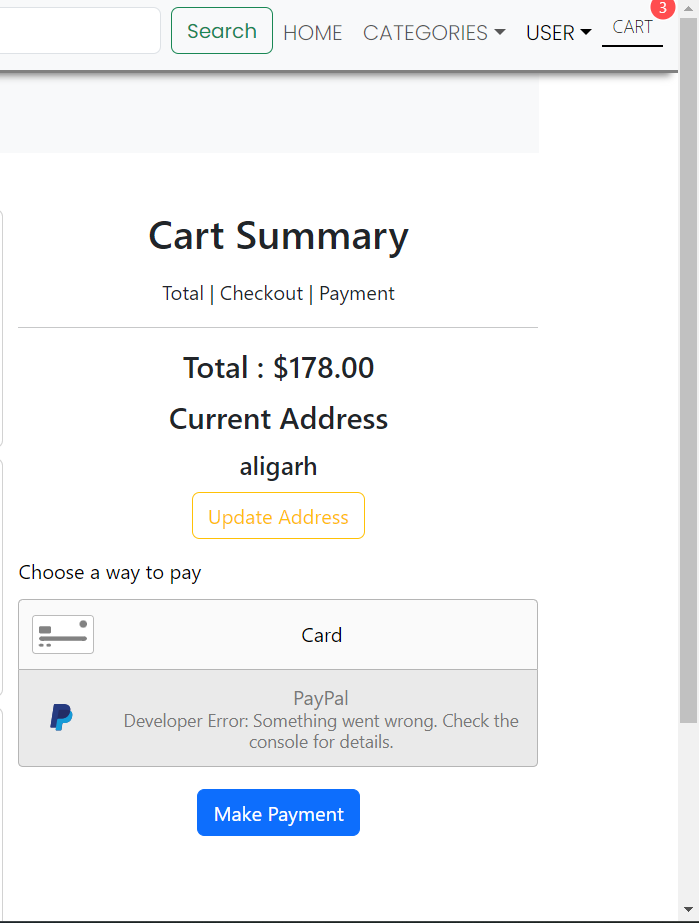 Search HOME CATEGORIES USER CART 3
Cart Summary
Total | Checkout | Payment
Total : $178.00
Current Address
aligarh
Update Address
Choose a way to pay
Card
PayPal
Developer Error: Something went wrong. Check the
console for details.
Make Payment